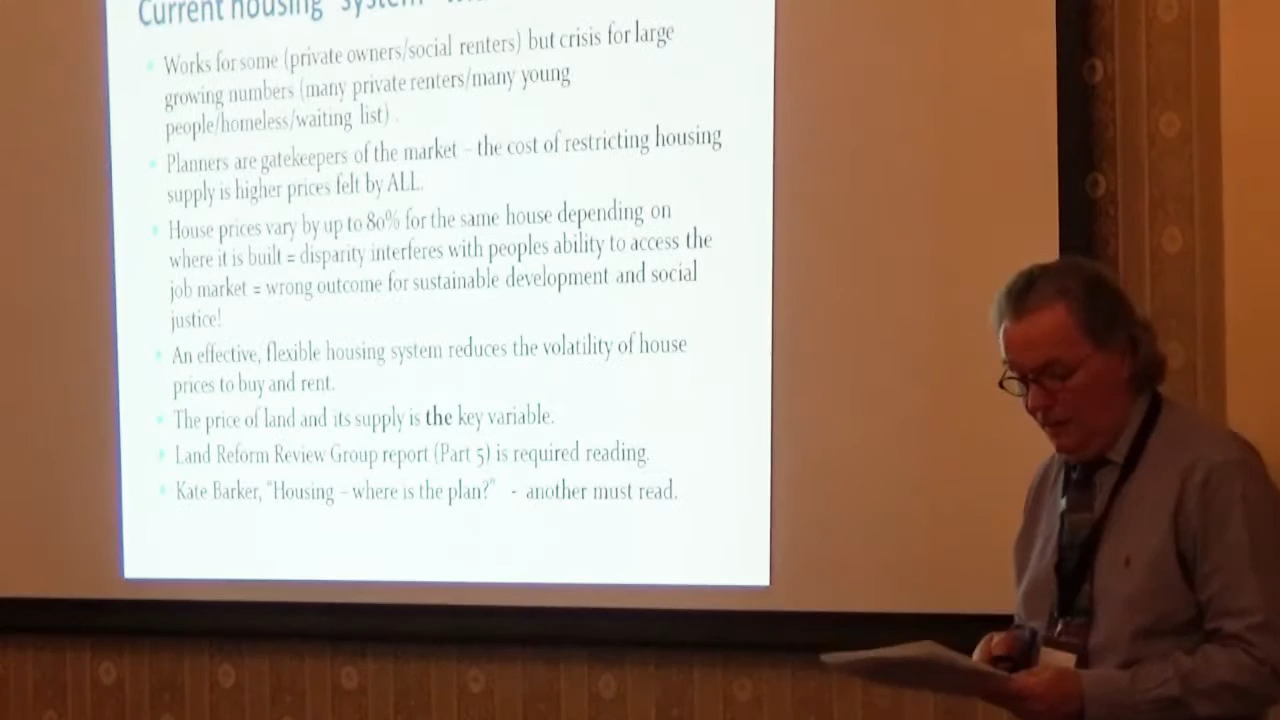 Current housing "system"
Works for some (private owners/social renters) but crisis for large
growing numbers (many private renters/many young
people/homeless/waiting list) .
Planners are gatekeepers of the market – the cost of restricting housing
supply is higher prices felt by ALL.
House prices vary by up to 80% for the same house depending on
where it is built = disparity interferes with peoples ability to access the
job market = wrong outcome for sustainable development and social
justice!
An effective, flexible housing system reduces the volatility of house
prices to buy and rent.
The price of land and its supply is the key variable.
Land Reform Review Group report (Part 5) is required reading.
Kate Barker, "Housing – where is the plan?" - another must read.